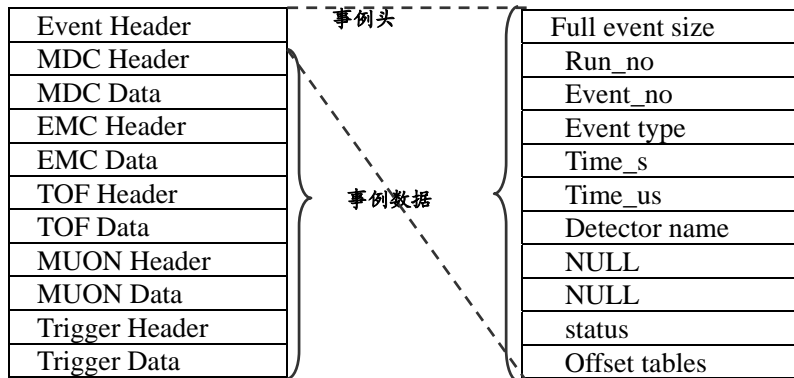 Event Header
MDC Header
MDC Data
EMC Header
EMC Data
TOF Header
TOF Data
MUON Header
MUON Data
Trigger Header
Trigger Data
事例头
事例数据
Full event size
Run_no
Event_no
Event type
Time_s
Time_us
Detector name
NULL
NULL
status
Offset tables